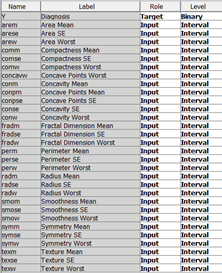 Name Label Role Level
Y Diagnosis Target Binary
arem Area Mean Input Interval
arese Area SE Input Interval
arew Area Worst Input Interval
comm Compactness Mean Input Interval
comse Compactness SE Input Interval
comw Compactness Worst Input Interval
concavw Concave Points Worst Input Interval
conm Concavity Mean Input Interval
conpm Concave Points Mean Input Interval
conpse Concave Points SE Input Interval
conse Concavity SE Input Interval
conw Concavity Worst Input Interval
fradm Fractal Dimension Mean Input Interval
fradse Fractal Dimension SE Input Interval
fradw Fractal Dimension Worst Input Interval
perm Perimeter Mean Input Interval
perse Perimeter SE Input Interval
perw Perimeter Worst Input Interval
radm Radius Mean Input Interval
radse Radius SE Input Interval
radw Radius Worst Input Interval
smom Smoothness Mean Input Interval
smose Smoothness SE Input Interval
smow Smoothness Worst Input Interval
symm Symmetry Mean Input Interval
symse Symmetry SE Input Interval
symw Symmetry Worst Input Interval
texm Texture Mean Input Interval
texse Texture SE Input Interval
texw Texture Worst Input Interval